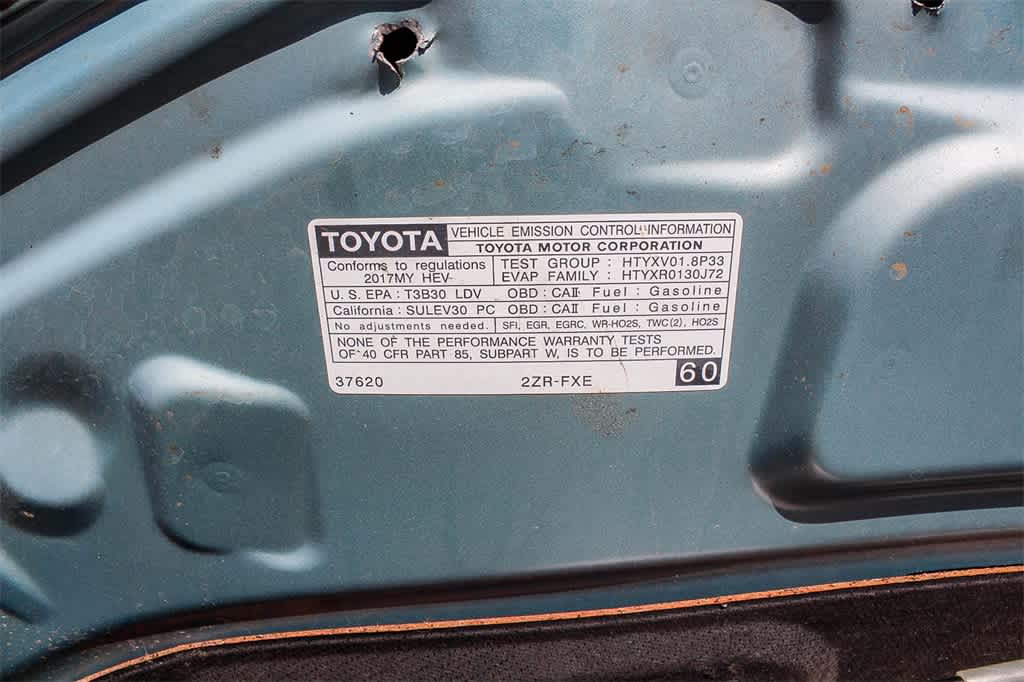 TOYOTA
VEHICLE EMISSION CONTROL INFORMATION
TOYOTA MOTOR CORPORATION
Conforms to regulations
2017MY HEV
TEST GROUP : HTYXV01.8P33
EVAP FAMILY : HTYXR0130J72
U.S. EPA : T3B30 LDV OBD : CAII Fuel : Gasoline
California : SULEV30 PC OBD : CAII Fuel : Gasoline
No adjustments needed. SFI, EGR, EGRC, WR-HO2S, TWC(2), HO2S
NONE OF THE PERFORMANCE WARRANTY TESTS
OF 40 CFR PART 85, SUBPART W, IS TO BE PERFORMED.
37620 2ZR-FXE 60